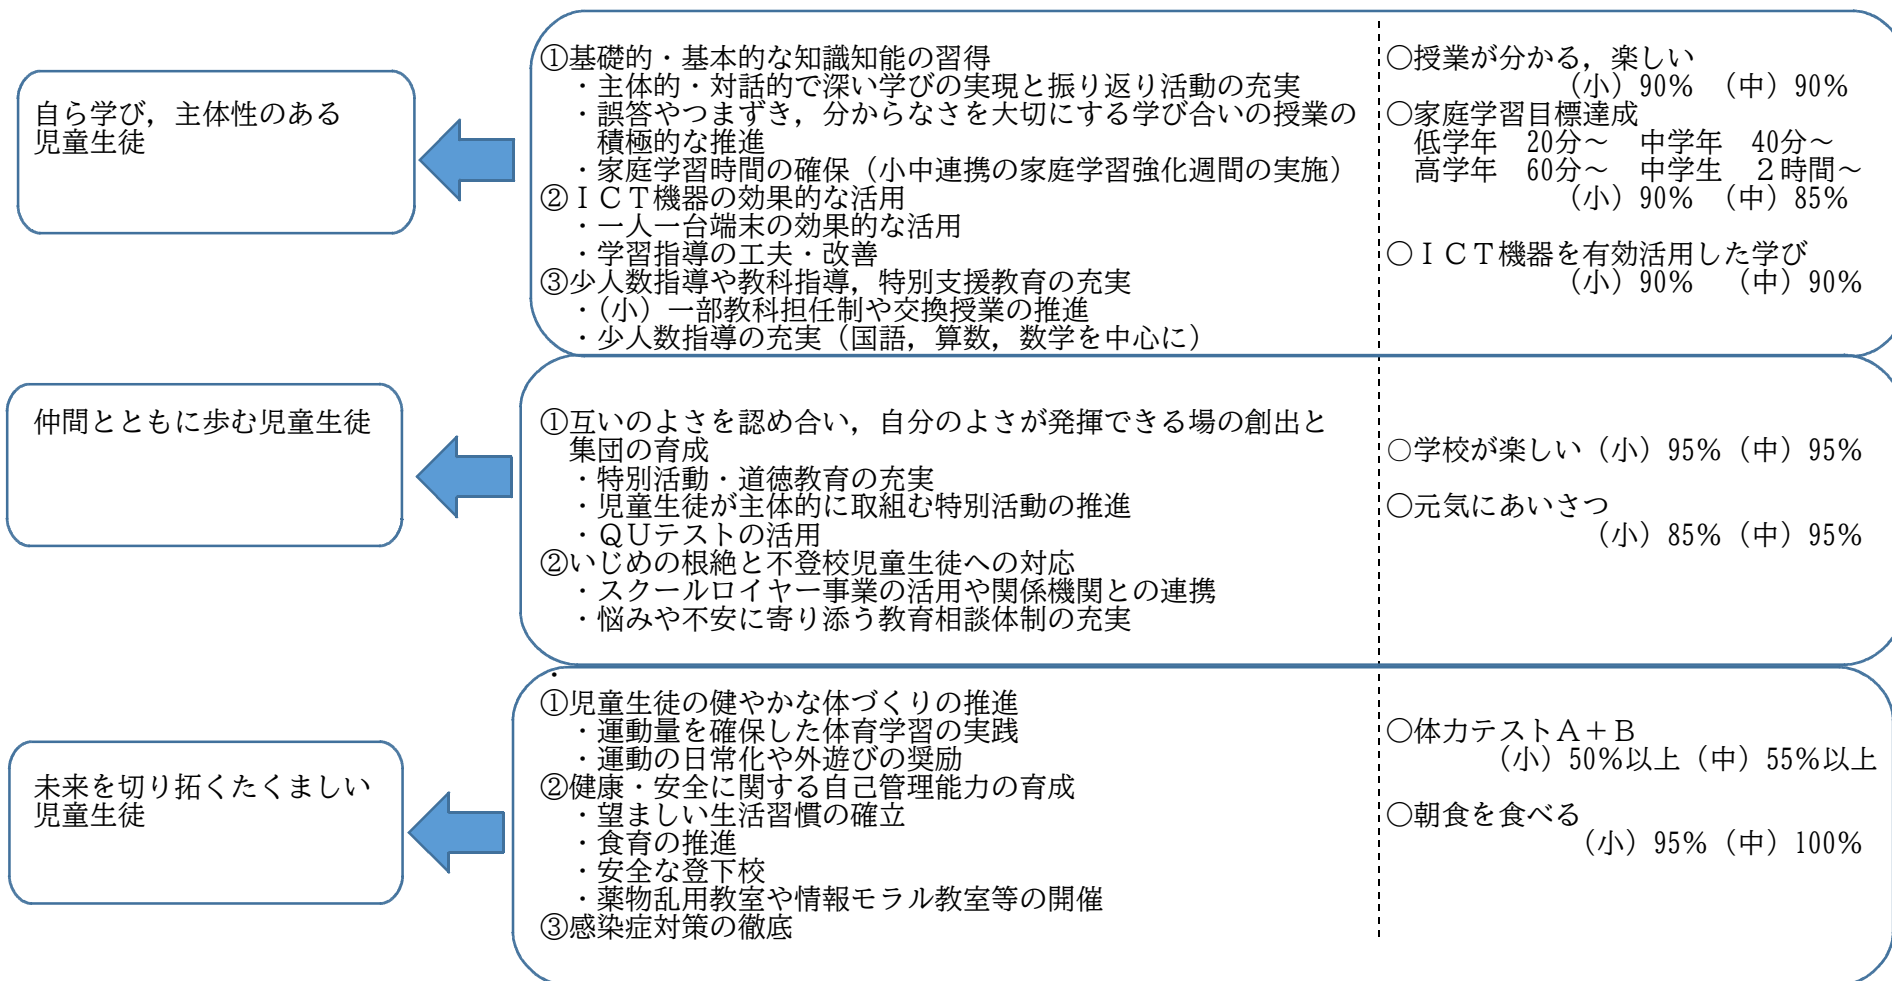 自ら学び，主体性のある
児童生徒
①基礎的・基本的な知識知能の習得
・主体的・対話的で深い学びの実現と振り返り活動の充実
・誤答やつまずき，分からなさを大切にする学び合いの授業の
積極的な推進
・家庭学習時間の確保（小中連携の家庭学習強化週間の実施）
②ＩＣＴ機器の効果的な活用
・一人一台端末の効果的な活用
・学習指導の工夫・改善
③少人数指導や教科指導，特別支援教育の充実
・(小）一部教科担任制や交換授業の推進
・少人数指導の充実（国語，算数，数学を中心に）
○授業が分かる，楽しい
（小）90％　（中）90％
○家庭学習目標達成
低学年　20分～　中学年　40分～
高学年　60分～　中学生　２時間～
（小）90％　（中）85％
○ＩＣＴ機器を有効活用した学び
（小）90％　（中）90％
仲間とともに歩む児童生徒
①互いのよさを認め合い，自分のよさが発揮できる場の創出と
集団の育成
・特別活動・道徳教育の充実
・児童生徒が主体的に取組む特別活動の推進
・ＱＵテストの活用
②いじめの根絶と不登校児童生徒への対応
・スクールロイヤー事業の活用や関係機関との連携
・悩みや不安に寄り添う教育相談体制の充実
○学校が楽しい（小）95％（中）95％
○元気にあいさつ
（小）85％（中）95％
未来を切り拓くたくましい
児童生徒
・
①児童生徒の健やかな体づくりの推進
・運動量を確保した体育学習の実践
・運動の日常化や外遊びの奨励
②健康・安全に関する自己管理能力の育成
・望ましい生活習慣の確立
・食育の推進
・安全な登下校
・薬物乱用教室や情報モラル教室等の開催
③感染症対策の徹底
○体力テストＡ＋Ｂ
（小）50％以上（中）55％以上
○朝食を食べる
（小）95％（中）100％